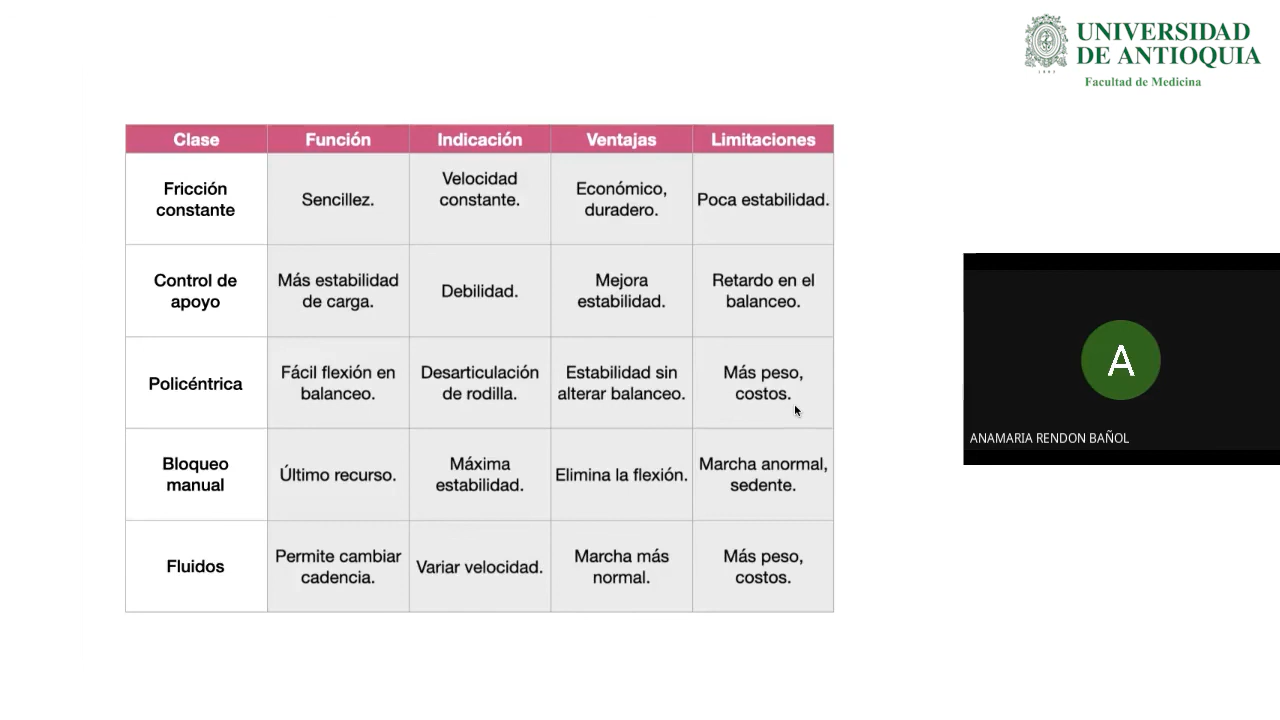 UNIVERSIDAD
DE ANTIOQUIA
1803
Facultad de Medicina
Clase Función Indicación Ventajas Limitaciones
Fricción
constante
Sencillez.
Velocidad
constante.
Económico,
duradero.
Poca estabilidad.
Control de
apoyo
Más estabilidad
de carga.
Debilidad.
Mejora
estabilidad.
Retardo en el
balanceo.
Policéntrica
Fácil flexión en
balanceo.
Desarticulación
de rodilla.
Estabilidad sin
alterar balanceo.
Más peso,
costos.
Bloqueo
manual
Último recurso.
Máxima
estabilidad.
Elimina la flexión.
Marcha anormal,
sedente.
Fluidos
Permite cambiar
cadencia.
Variar velocidad.
Marcha más
normal.
Más peso,
costos.
A
ANAMARIA RENDON BAÑOL